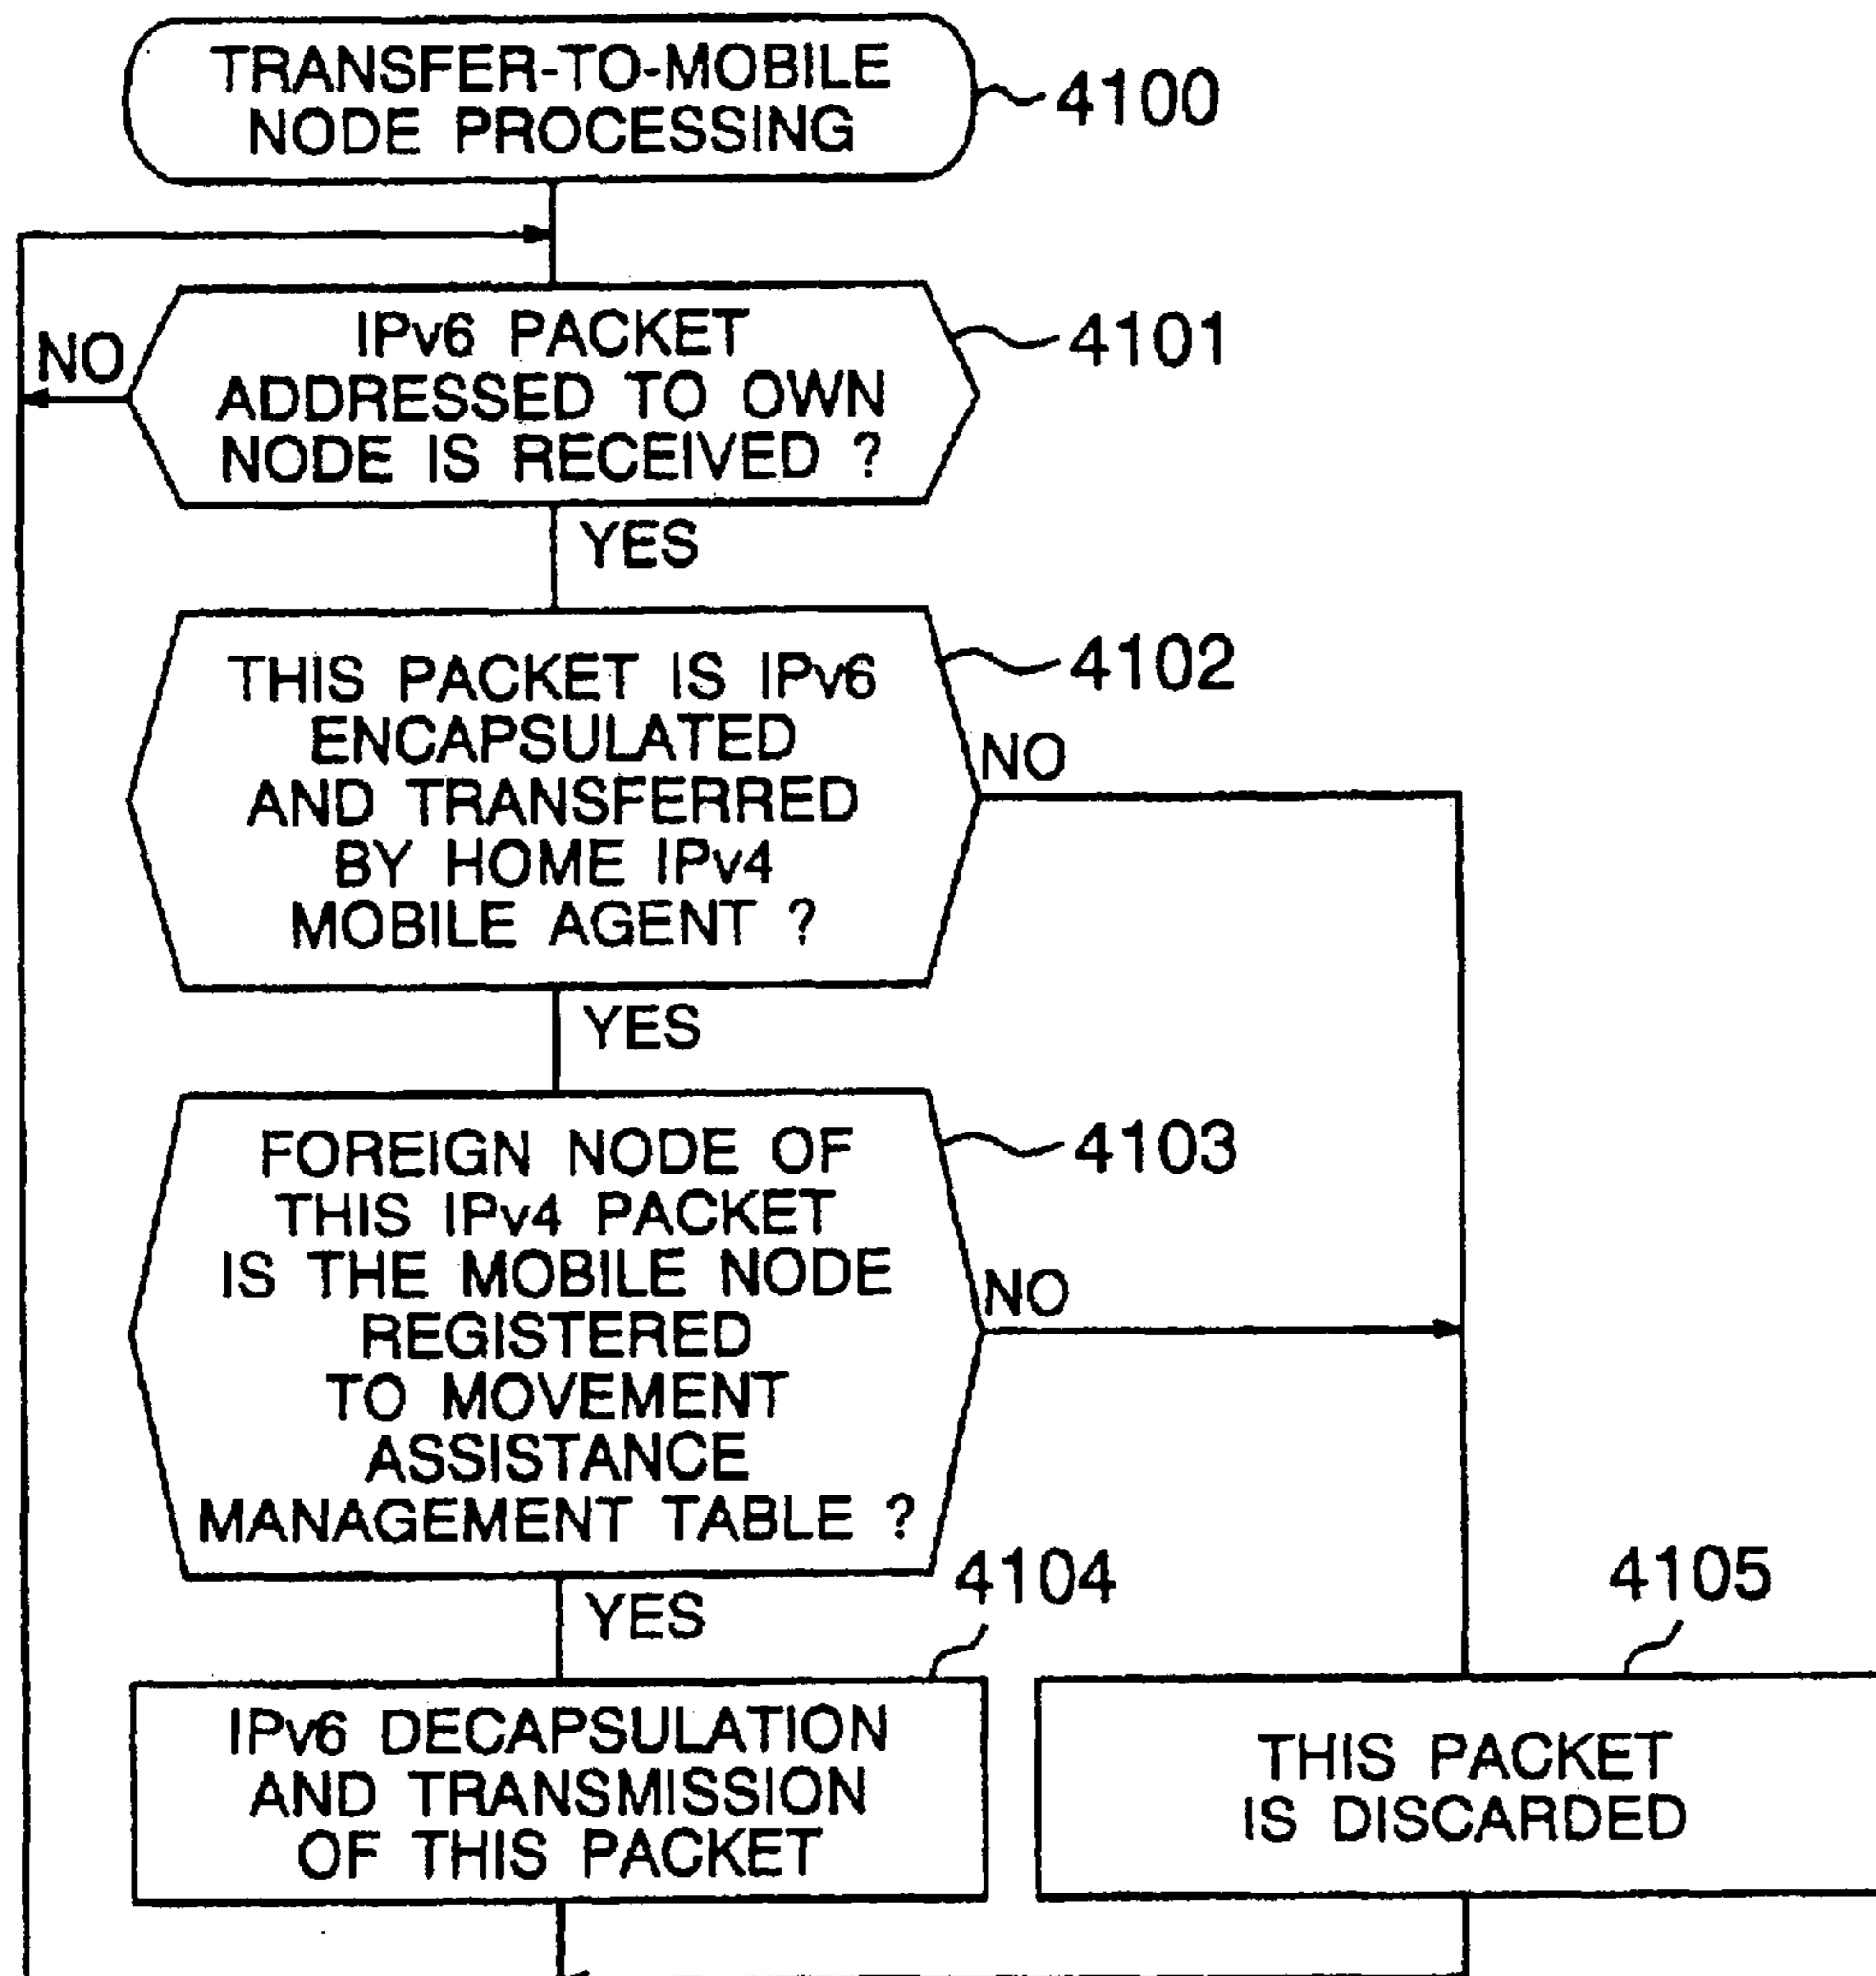 TRANSFER-TO-MOBILE
NODE PROCESSING
4100
IPv6 PACKET
ADDRESSED TO OWN
NODE IS RECEIVED ?
4101
NO
YES
THIS PACKET IS IPv6
ENCAPSULATED
AND TRANSFERRED
BY HOME IPv4
MOBILE AGENT ?
4102
NO
YES
FOREIGN NODE OF
THIS IPv4 PACKET
IS THE MOBILE NODE
REGISTERED
TO MOVEMENT
ASSISTANCE
MANAGEMENT TABLE ?
4103
NO
YES
4104
IPv6 DECAPSULATION
AND TRANSMISSION
OF THIS PACKET
4105
THIS PACKET
IS DISCARDED